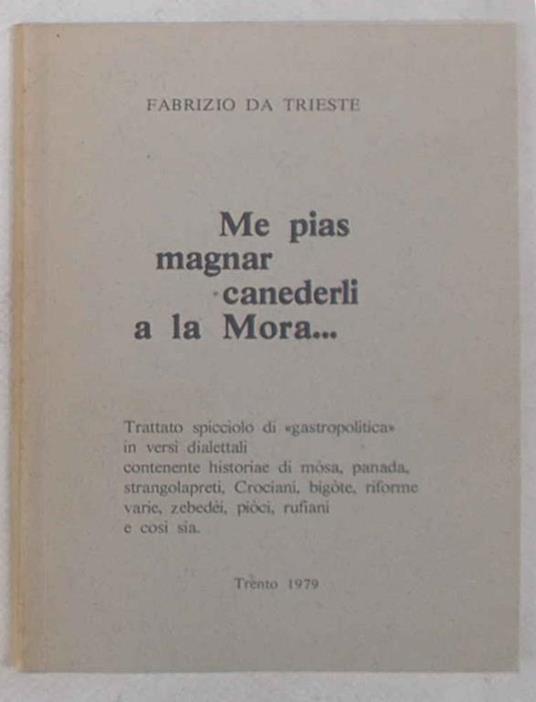 FABRIZIO DA TRIESTE
Me pias
magnar
canederli
a la Mora...
Trattato spicciolo di «gastropolitica»
in versi dialettali
contenente historiae di mòsa, panada,
strangolapreti, Crociani, bigòte, riforme
varie, zebedèi, piòci, rufiani
e così sia.
Trento 1979